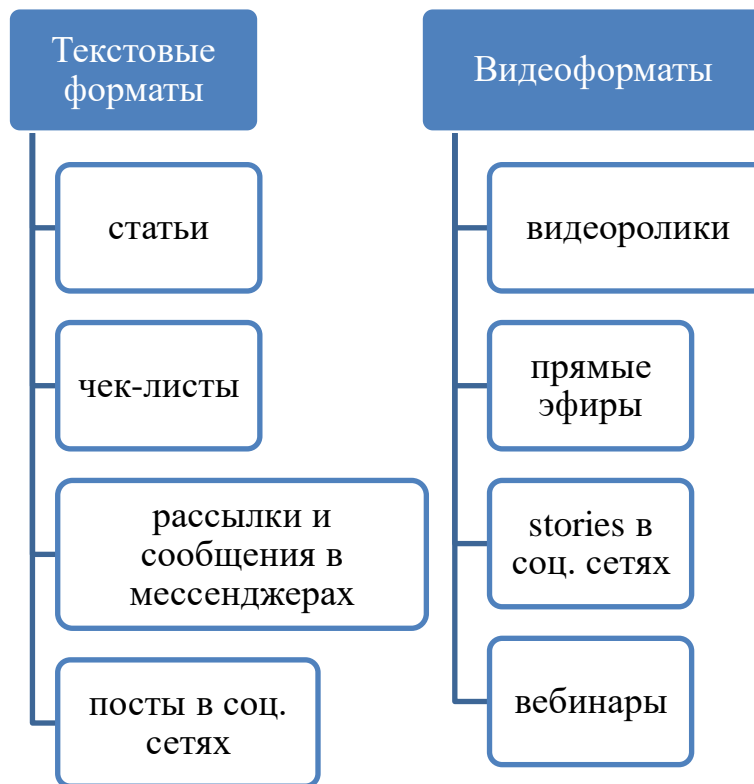 Текстовые
форматы
статьи
чек-листы
рассылки и
сообщения в
мессенджерах
посты в соц.
сетях
Видеоформаты
видеоролики
прямые
эфиры
stories в
соц. сетях
вебинары